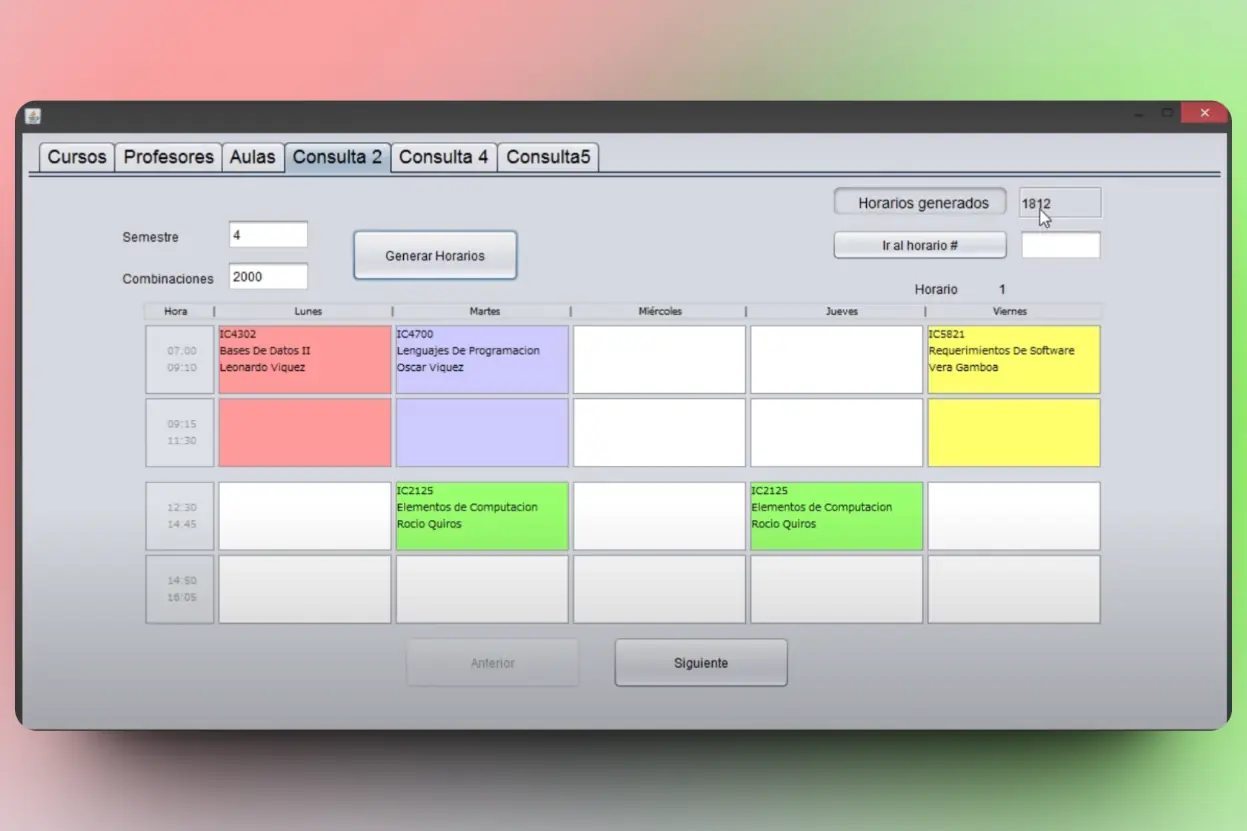 Cursos Profesores Aulas Consulta 2 Consulta 4 Consulta5
Horarios generados 1812
Semestre 4
Generar Horarios
Ir al horario #
Combinaciones 2000
Horario 1
Hora | Lunes | Martes | Miércoles | Jueves | Viernes
07:00
09:10
IC4302
Bases De Datos II
Leonardo Viquez
IC4700
Lenguajes De Programacion
Oscar Viquez
IC5821
Requerimientos De Software
Vera Gamboa
09:15
11:30
12:30
14:45
IC2125
Elementos de Computacion
Rocio Quiros
IC2125
Elementos de Computacion
Rocio Quiros
14:50
16:05
Anterior Siguiente